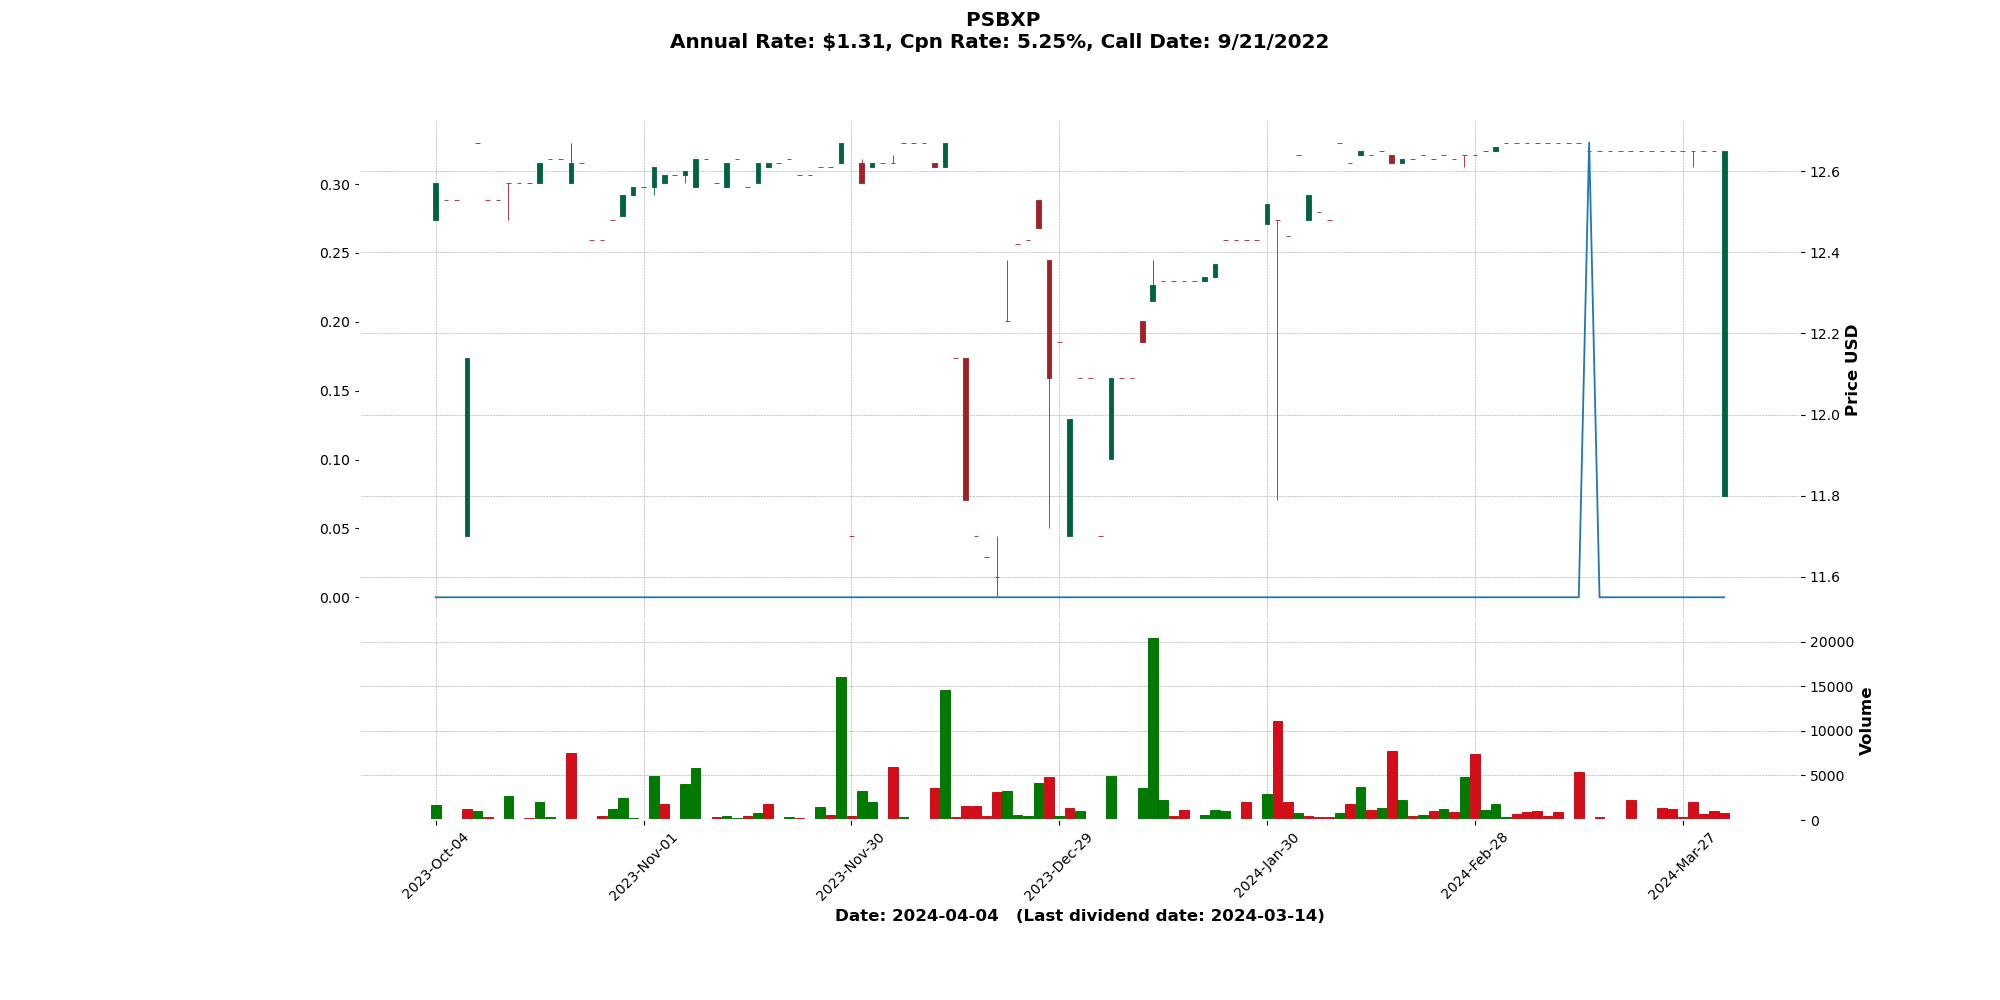 PSBXP
Annual Rate: $1.31, Cpn Rate: 5.25%, Call Date: 9/21/2022
0.30
0.25
0.20
0.15
0.10
0.05
0.00
12.6
12.4
12.2
12.0
11.8
11.6
Price USD
20000
15000
10000
5000
0
Volume
2023-Oct-04
2023-Nov-01
2023-Nov-30
2023-Dec-29
2024-Jan-30
2024-Feb-28
2024-Mar-27
Date: 2024-04-04 (Last dividend date: 2024-03-14)